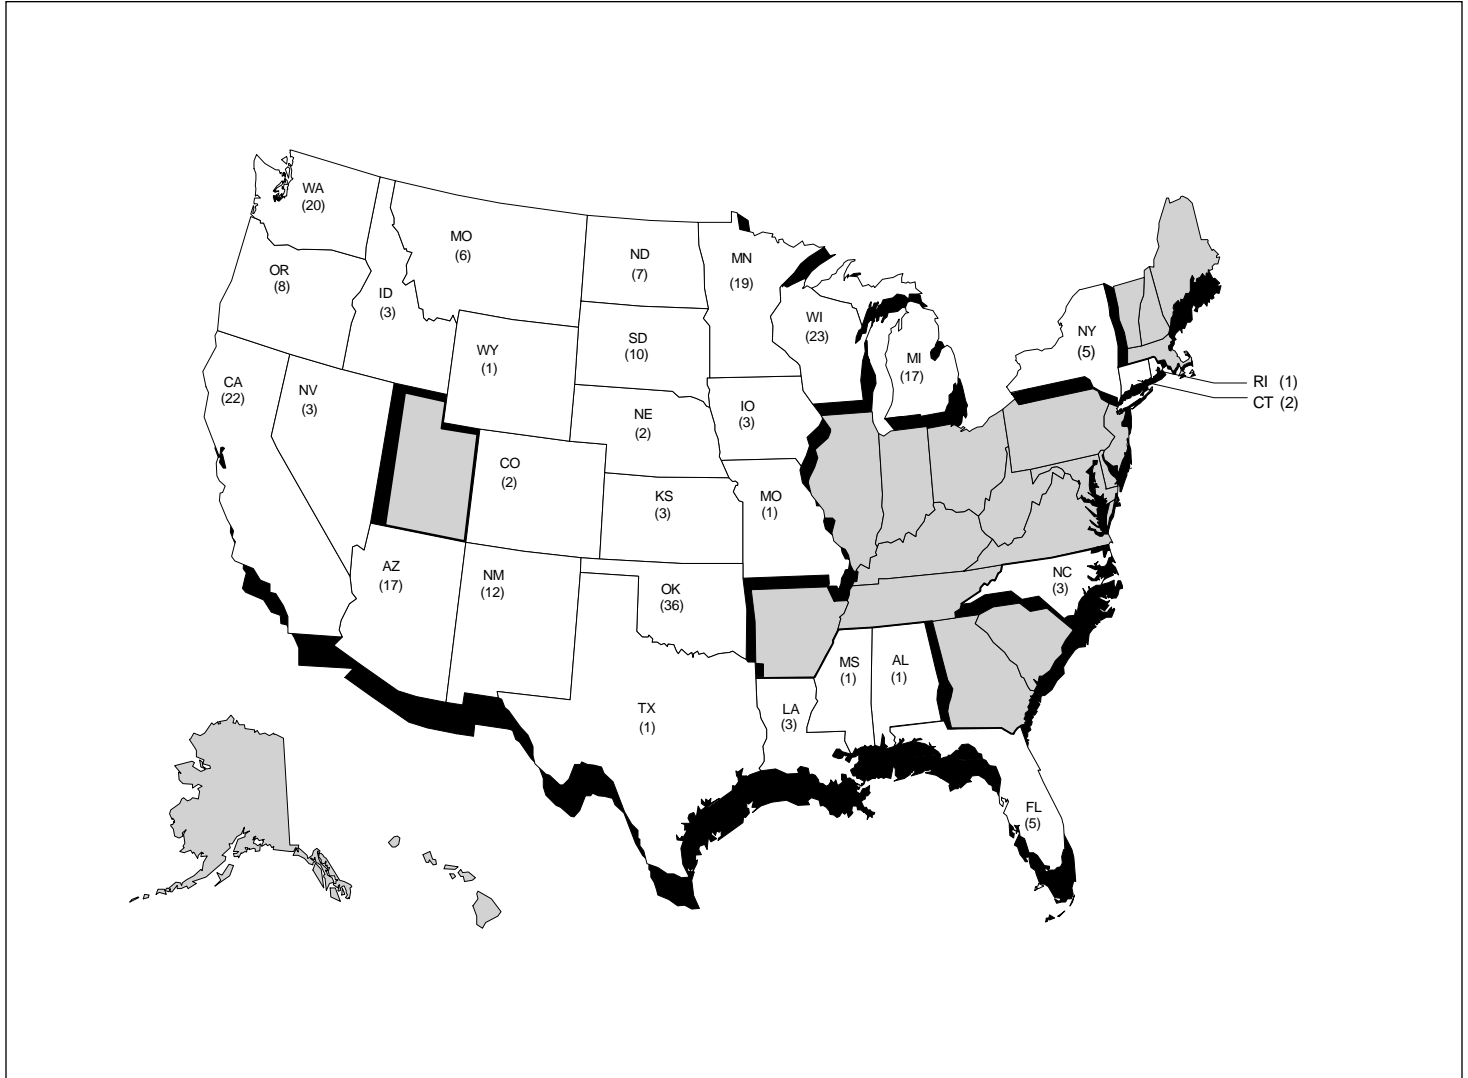 WA
(20)
MO
(6)
ND
(7)
MN
(19)
OR
(8)
ID
(3)
WI
(23)
NY
(5)
SD
(10)
WY
(1)
MI
(17)
CA
(22)
NV
(3)
RI (1)
CT (2)
NE
(2)
IO
(3)
CO
(2)
KS
(3)
MO
(1)
AZ
(17)
NM
(12)
OK
(36)
NC
(3)
MS
(1)
AL
(1)
TX
(1)
LA
(3)
FL
(5)